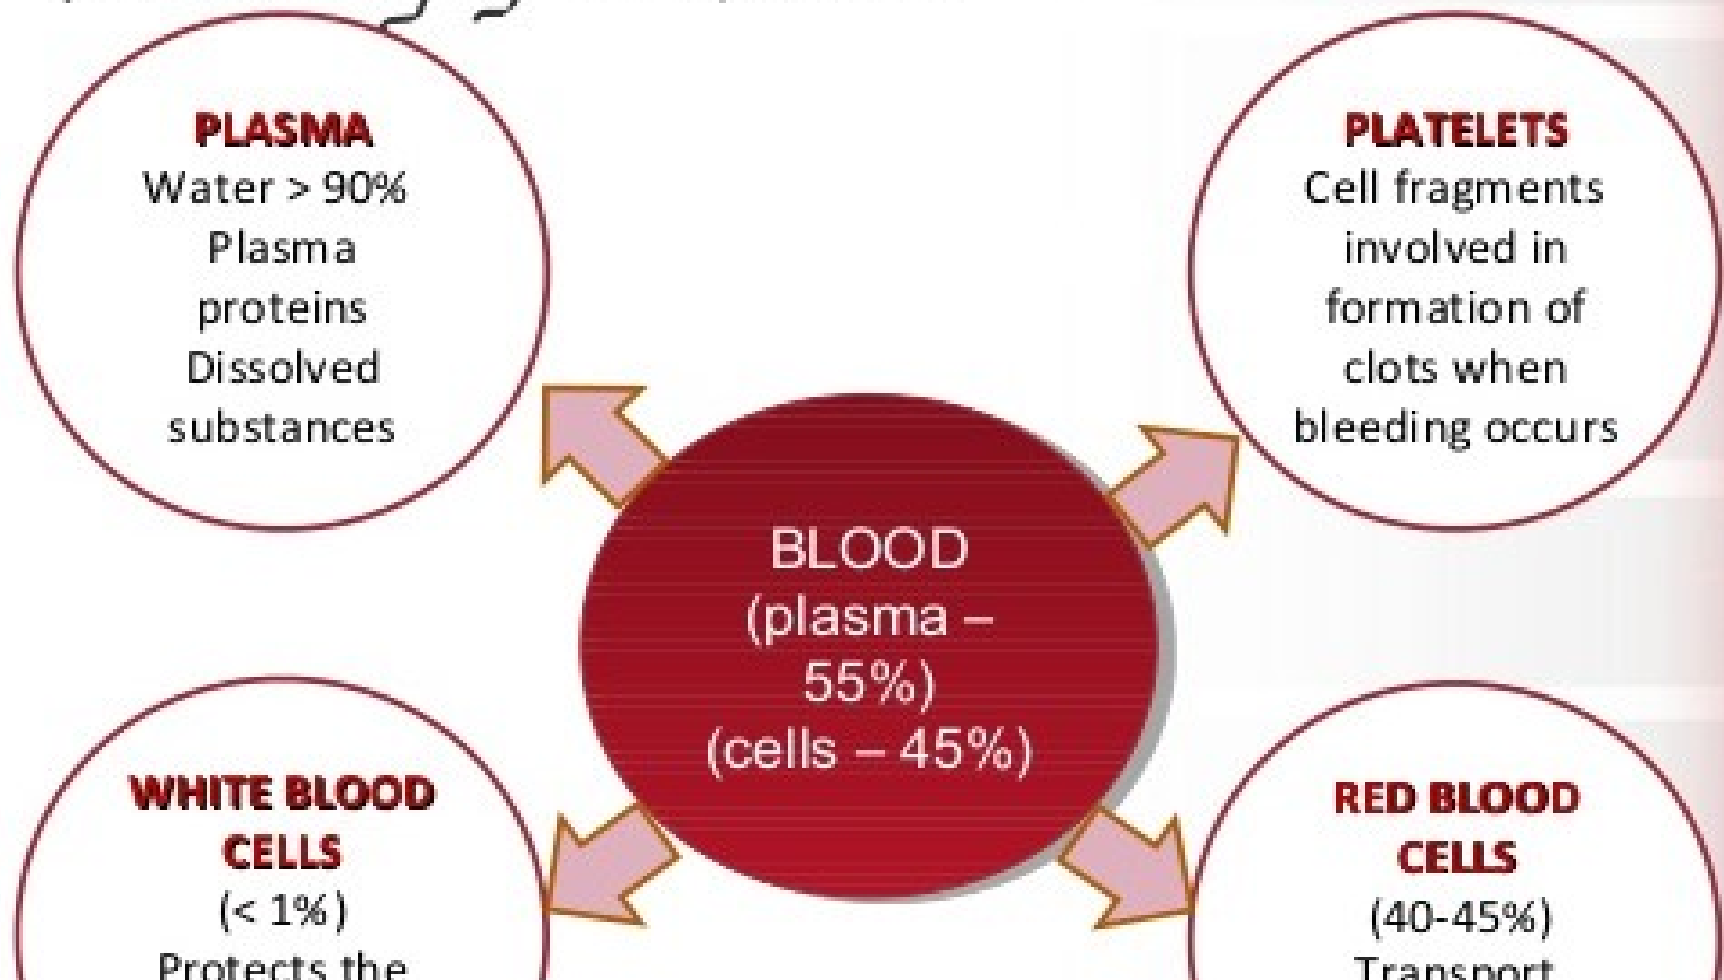 PLASMA
Water > 90%
Plasma
proteins
Dissolved
substances
PLATELETS
Cell fragments
involved in
formation of
clots when
bleeding occurs
BLOOD
(plasma –
55%)
(cells – 45%)
WHITE BLOOD
CELLS
(< 1%)
Protects the
RED BLOOD
CELLS
(40-45%)
Transport